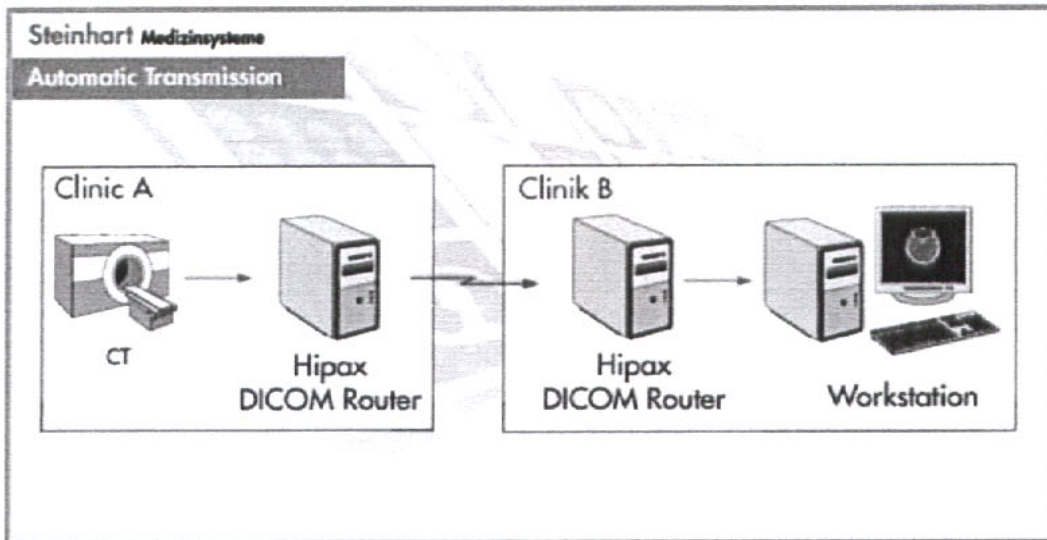 Steinhart Medizinsysteme
Automatic Transmission
Clinic A
CT
Hipax
DICOM Router
Clinik B
Hipax
DICOM Router
Workstation